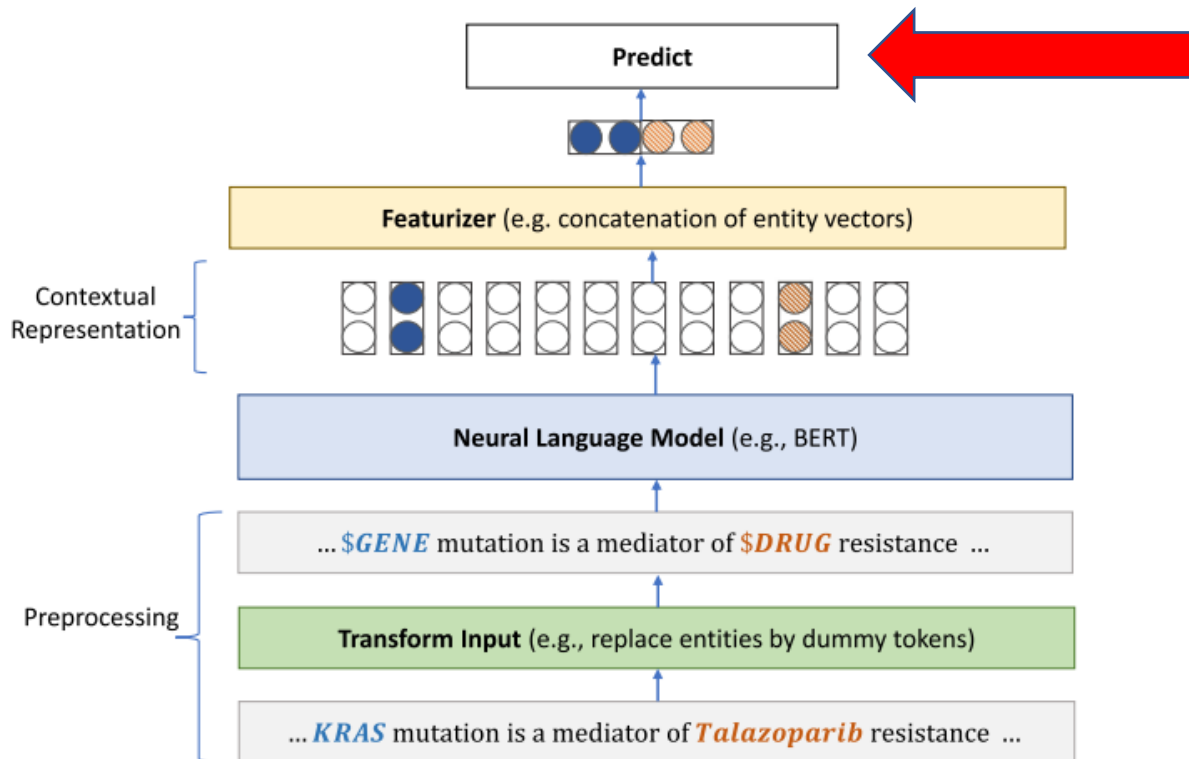 Predict
Featurizer (e.g. concatenation of entity vectors)
Contextual
Representation
Neural Language Model (e.g., BERT)
... $GENE mutation is a mediator of $DRUG resistance ...
Preprocessing
Transform Input (e.g., replace entities by dummy tokens)
... KRAS mutation is a mediator of Talazoparib resistance ...